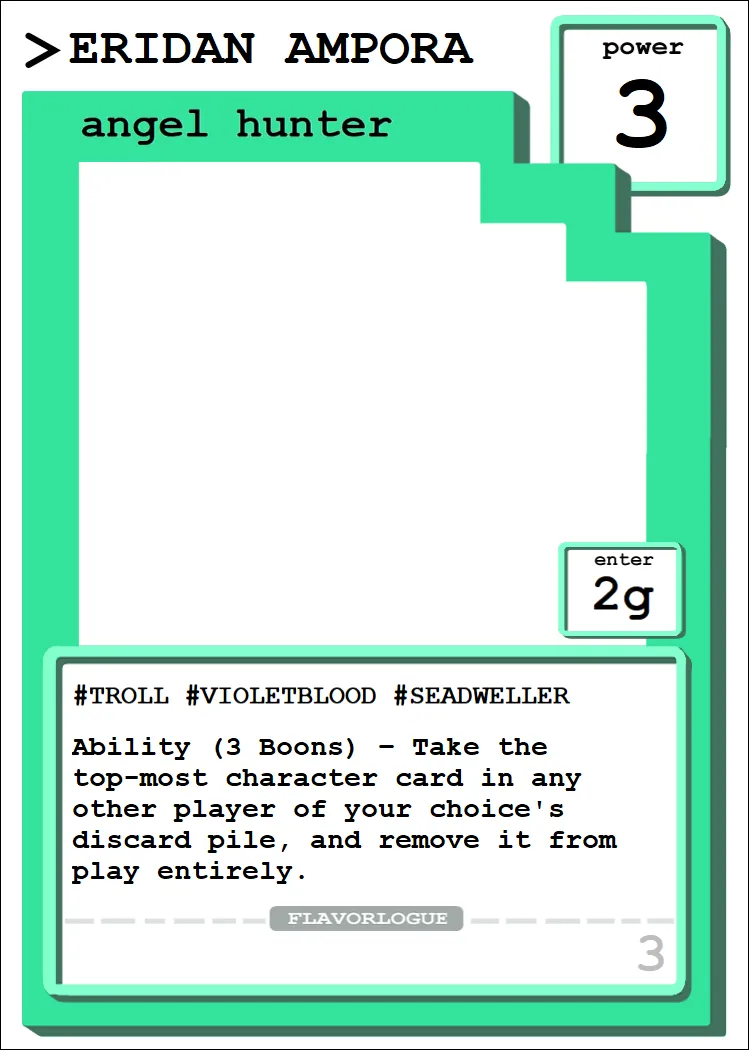 >ERIDAN AMPORA
power
3
angel hunter
enter
2g
#TROLL #VIOLETBLOOD #SEADWELLER
Ability (3 Boons) – Take the
top-most character card in any
other player of your choice's
discard pile, and remove it from
play entirely.
FLAVORLOGUE
3